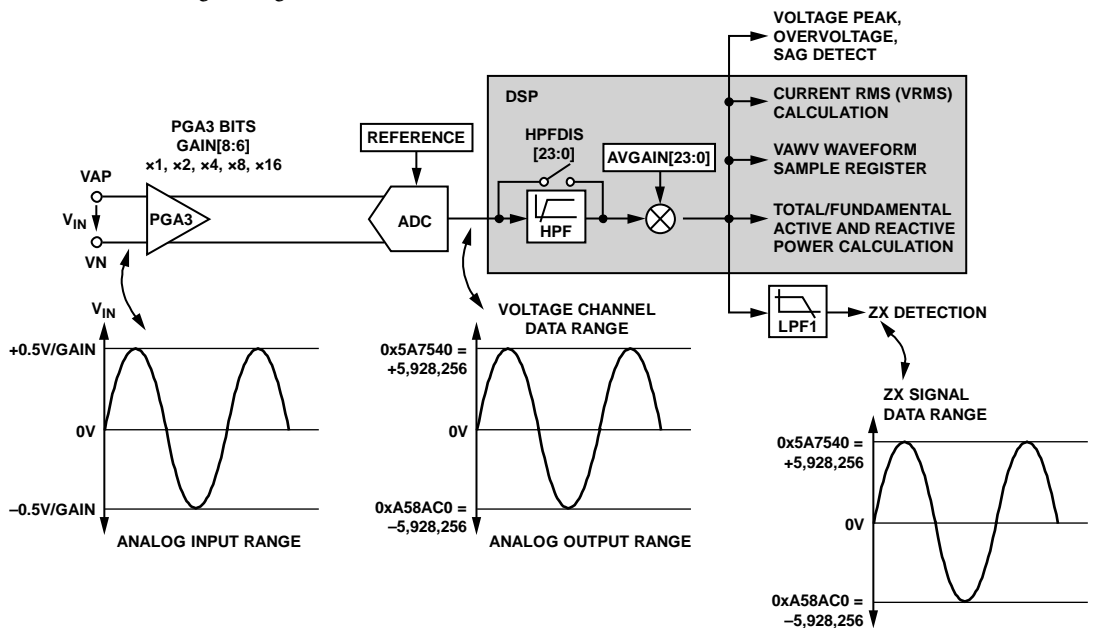 VOLTAGE PEAK,
OVERVOLTAGE,
SAG DETECT
DSP
CURRENT RMS (VRMS)
CALCULATION
PGA3 BITS
GAIN[8:6]
×1, ×2, ×4, ×8, ×16
REFERENCE
HPFDIS
[23:0]
AVGAIN[23:0]
VAWV WAVEFORM
SAMPLE REGISTER
VAP
VIN
PGA3
ADC
HPF
TOTAL/FUNDAMENTAL
ACTIVE AND REACTIVE
POWER CALCULATION
VN
VIN
VOLTAGE CHANNEL
DATA RANGE
LPF1
ZX DETECTION
+0.5V/GAIN
0V
–0.5V/GAIN
ANALOG INPUT RANGE
0x5A7540 =
+5,928,256
0V
0xA58AC0 =
–5,928,256
ANALOG OUTPUT RANGE
ZX SIGNAL
DATA RANGE
0x5A7540 =
+5,928,256
0V
0xA58AC0 =
–5,928,256